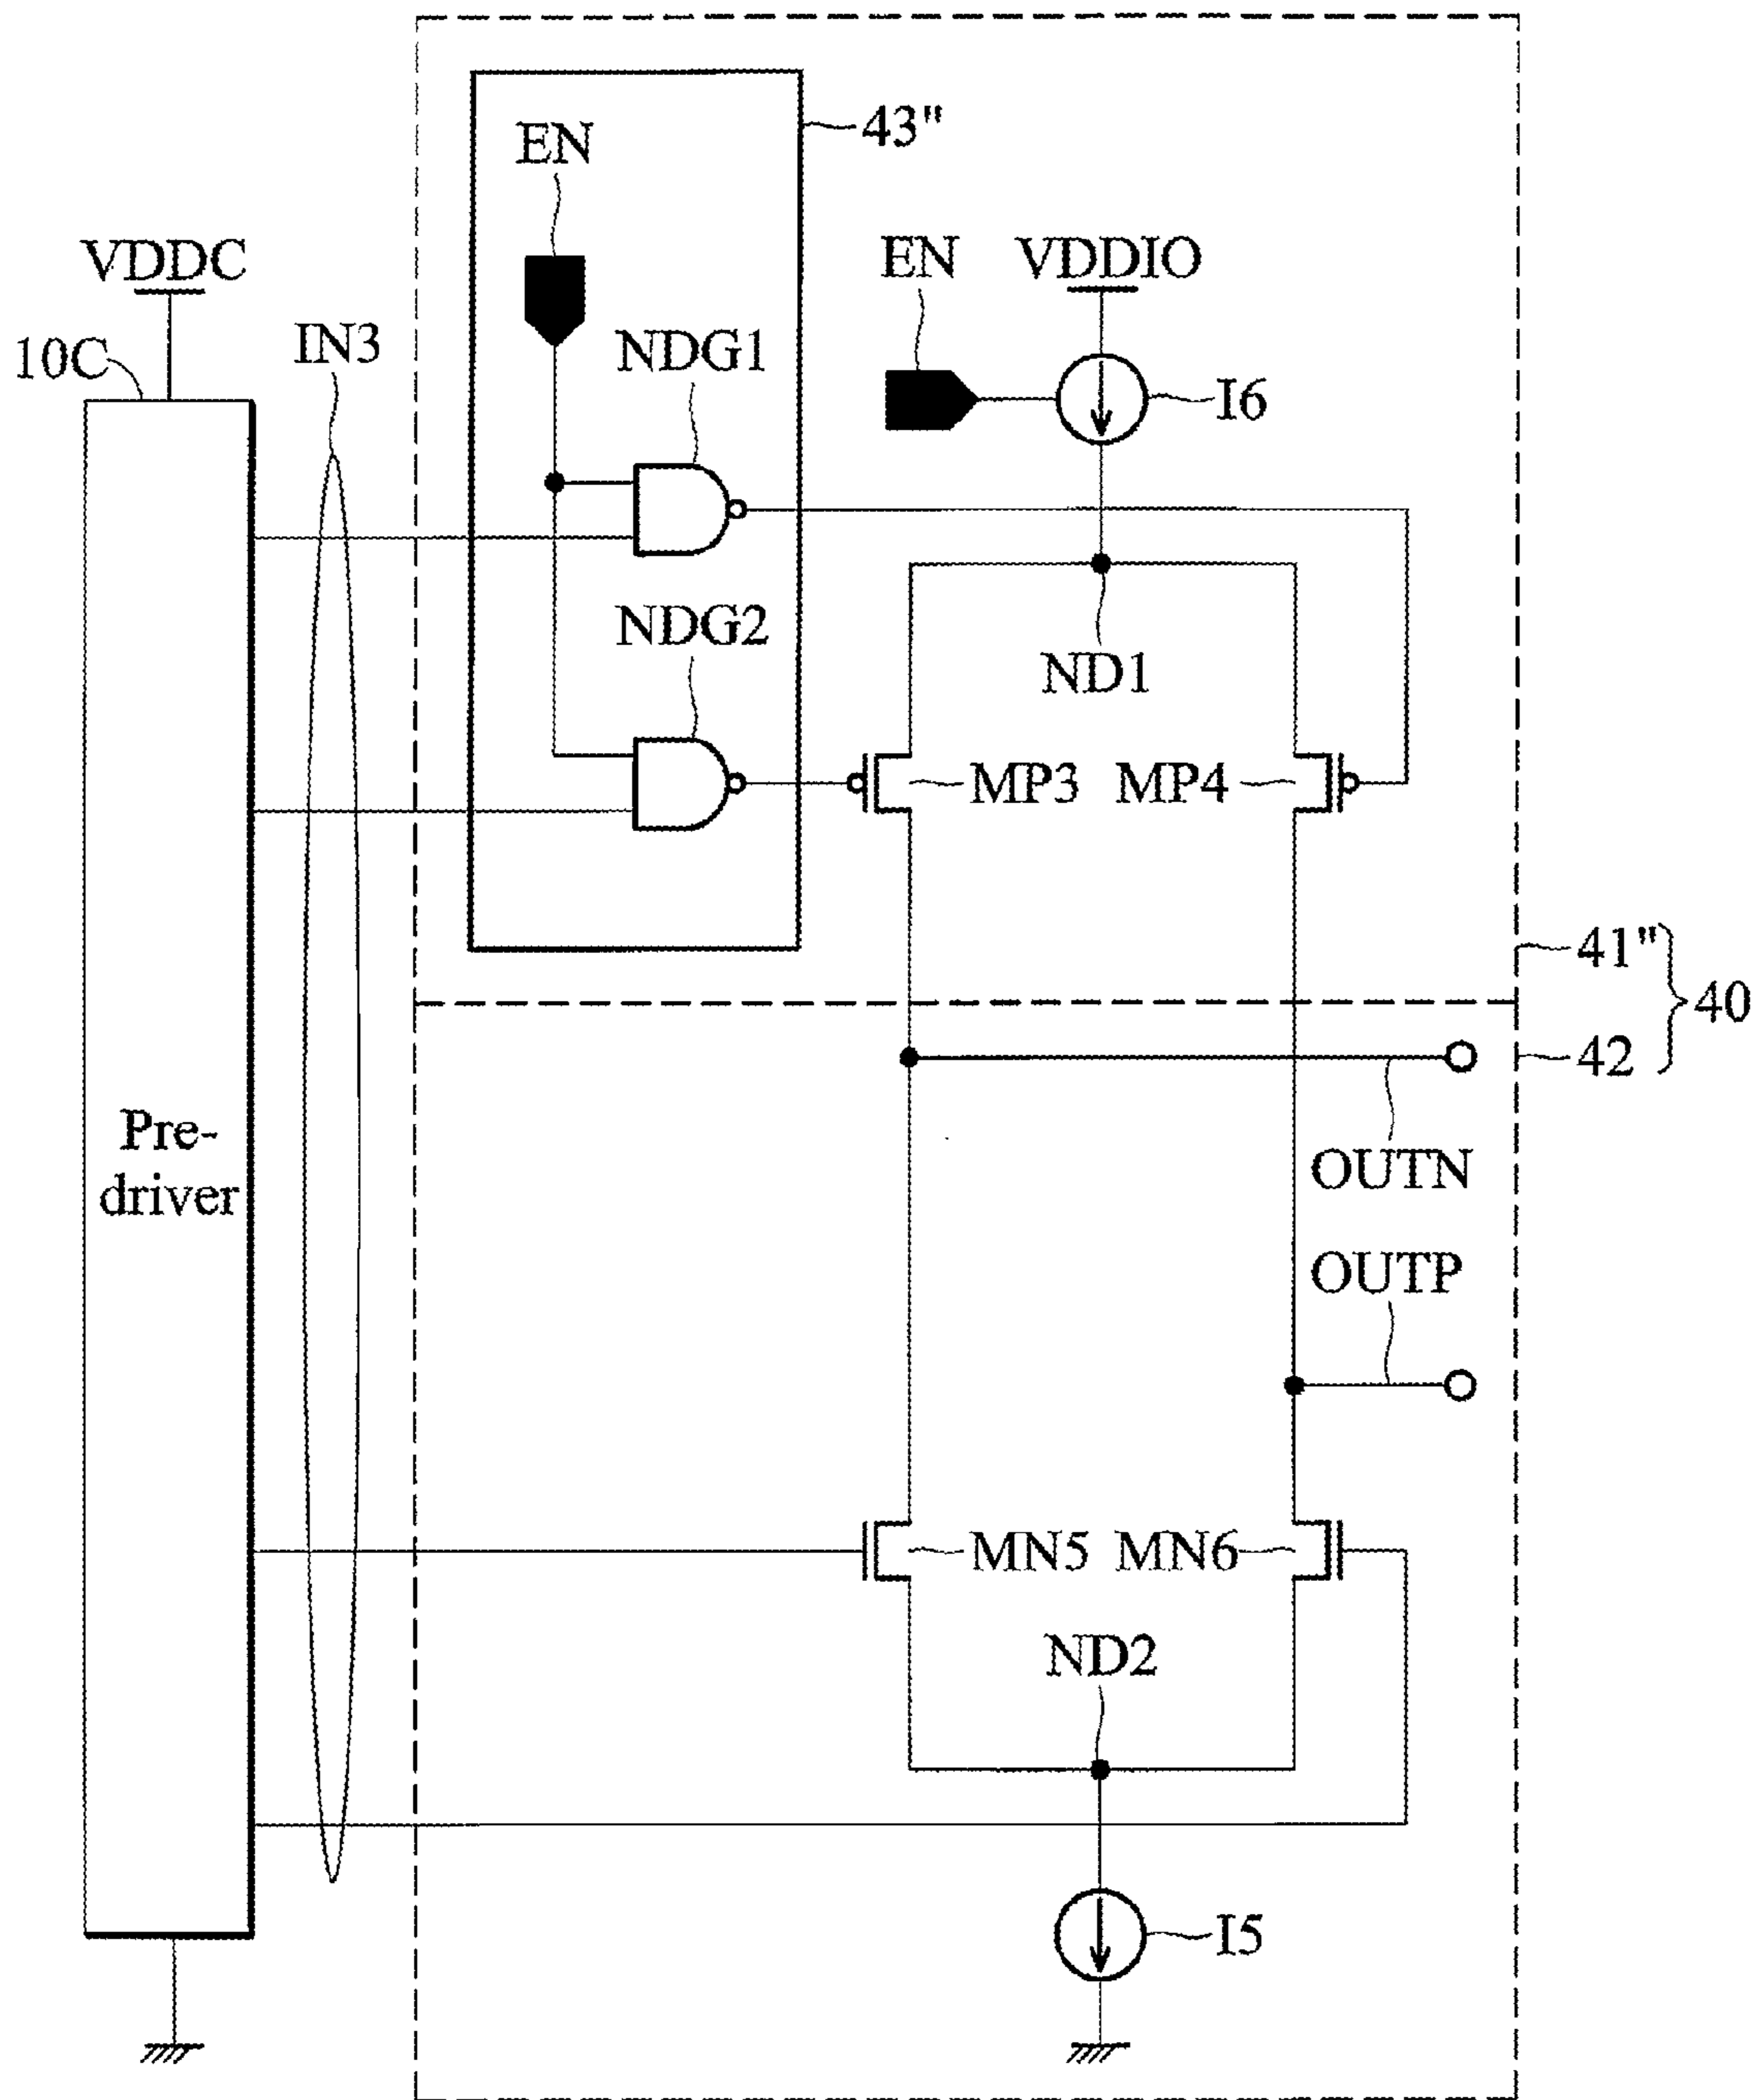 43"
EN
VDDC
EN
VDDIO
10C
IN3
NDG1
I6
NDG2
ND1
MP3
MP4
41"
40
42
Pre-
driver
OUTN
OUTP
MN5
MN6
ND2
I5